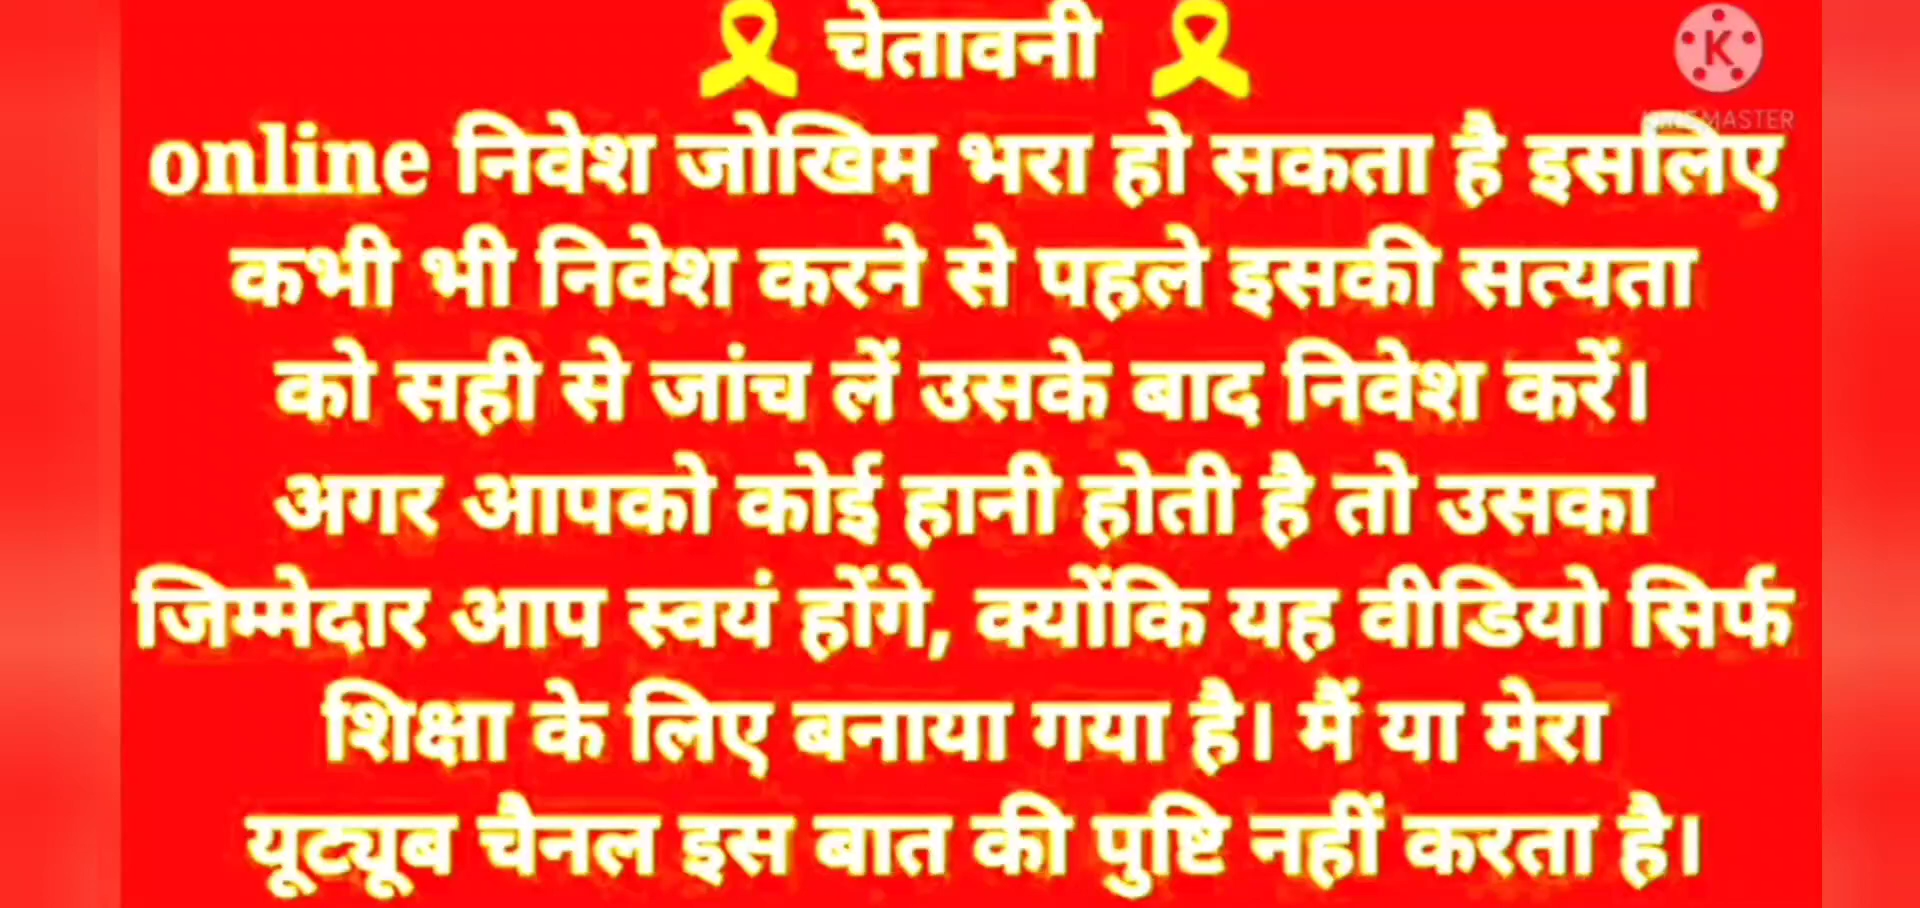 🎗 चेतावनी 🎗
online निवेश जोखिम भरा हो सकता है इसलिए
कभी भी निवेश करने से पहले इसकी सत्यता
को सही से जांच लें उसके बाद निवेश करें।
अगर आपको कोई हानी होती है तो उसका
जिम्मेदार आप स्वयं होंगे, क्योंकि यह वीडियो सिर्फ
शिक्षा के लिए बनाया गया है। मैं या मेरा
यूट्यूब चैनल इस बात की पुष्टि नहीं करता है।
K
KINEMASTER